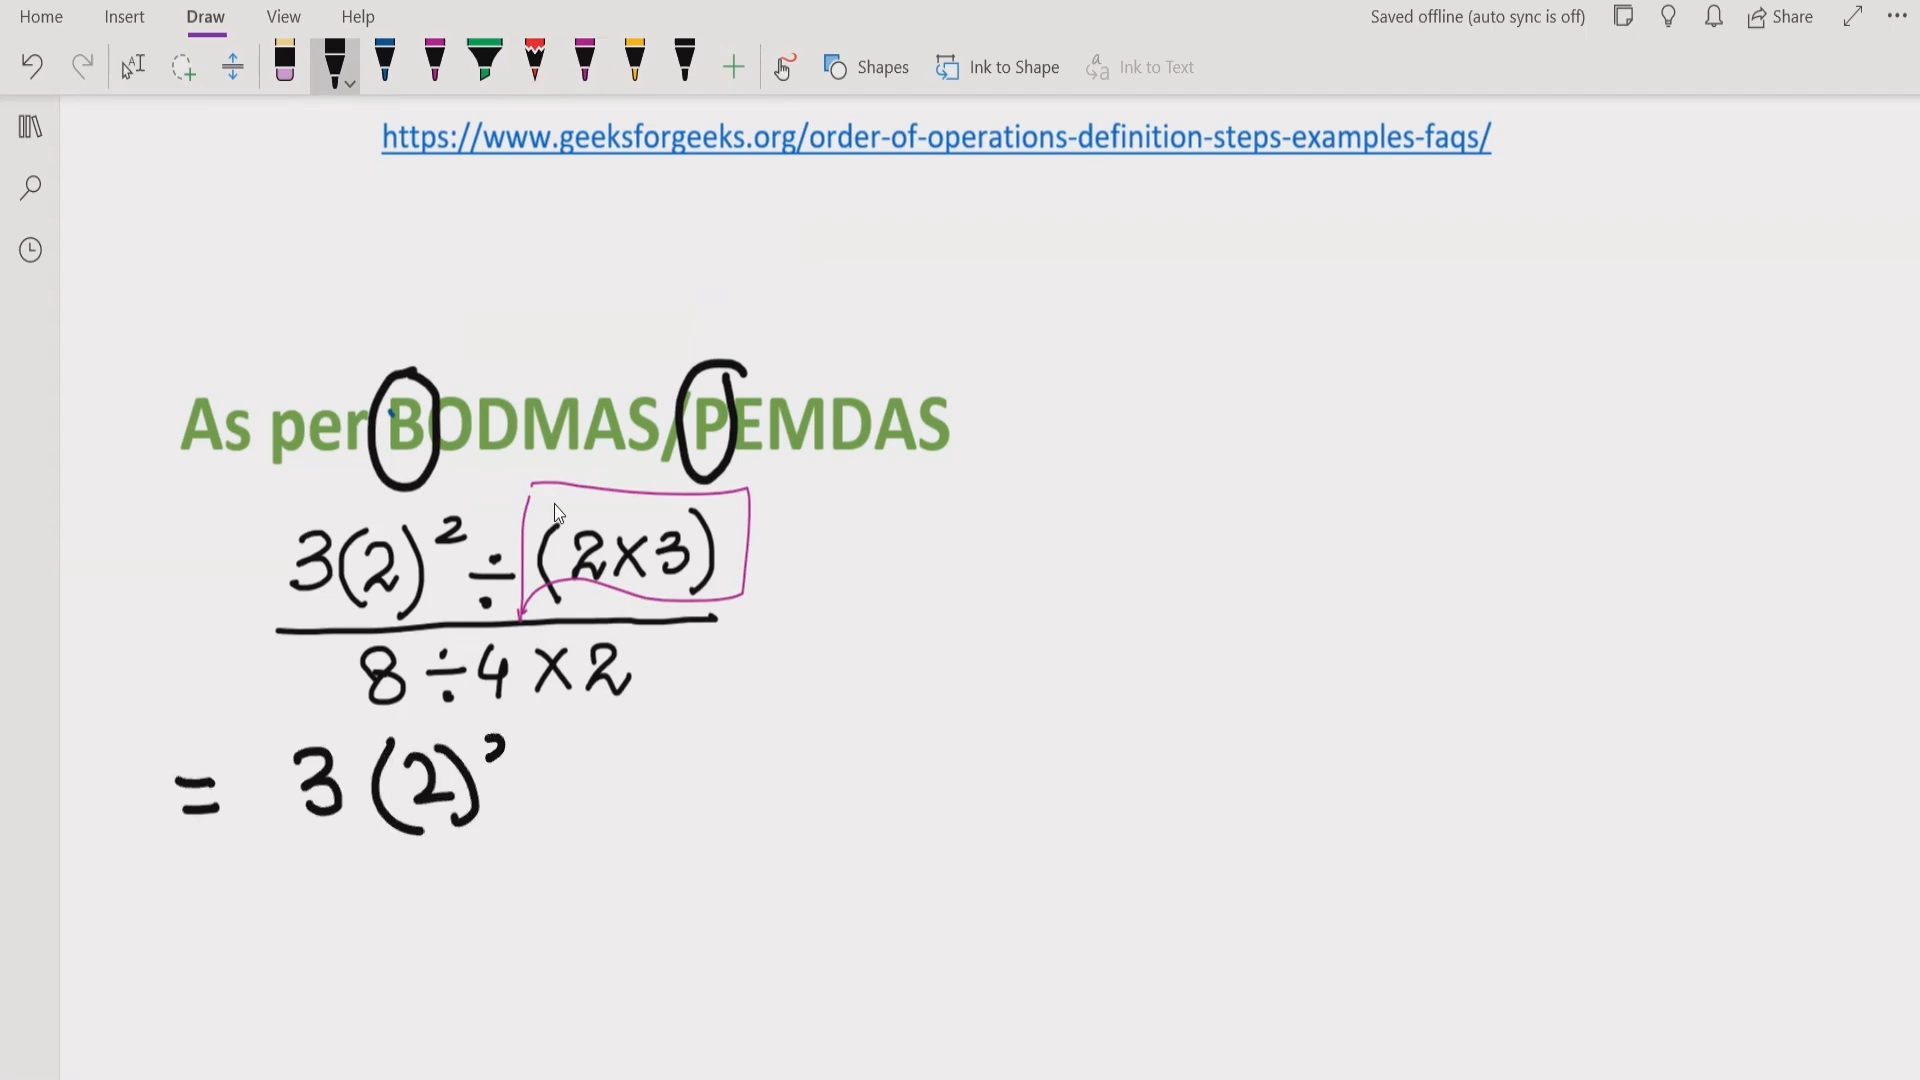 Home Insert Draw View Help Saved offline (auto sync is off) Share
Shapes Ink to Shape Ink to Text
https://www.geeksforgeeks.org/order-of-operations-definition-steps-examples-faqs/
As per BODMAS/PEMDAS
3(2)² ÷ (2×3)
8 ÷ 4 × 2
= 3 (2)